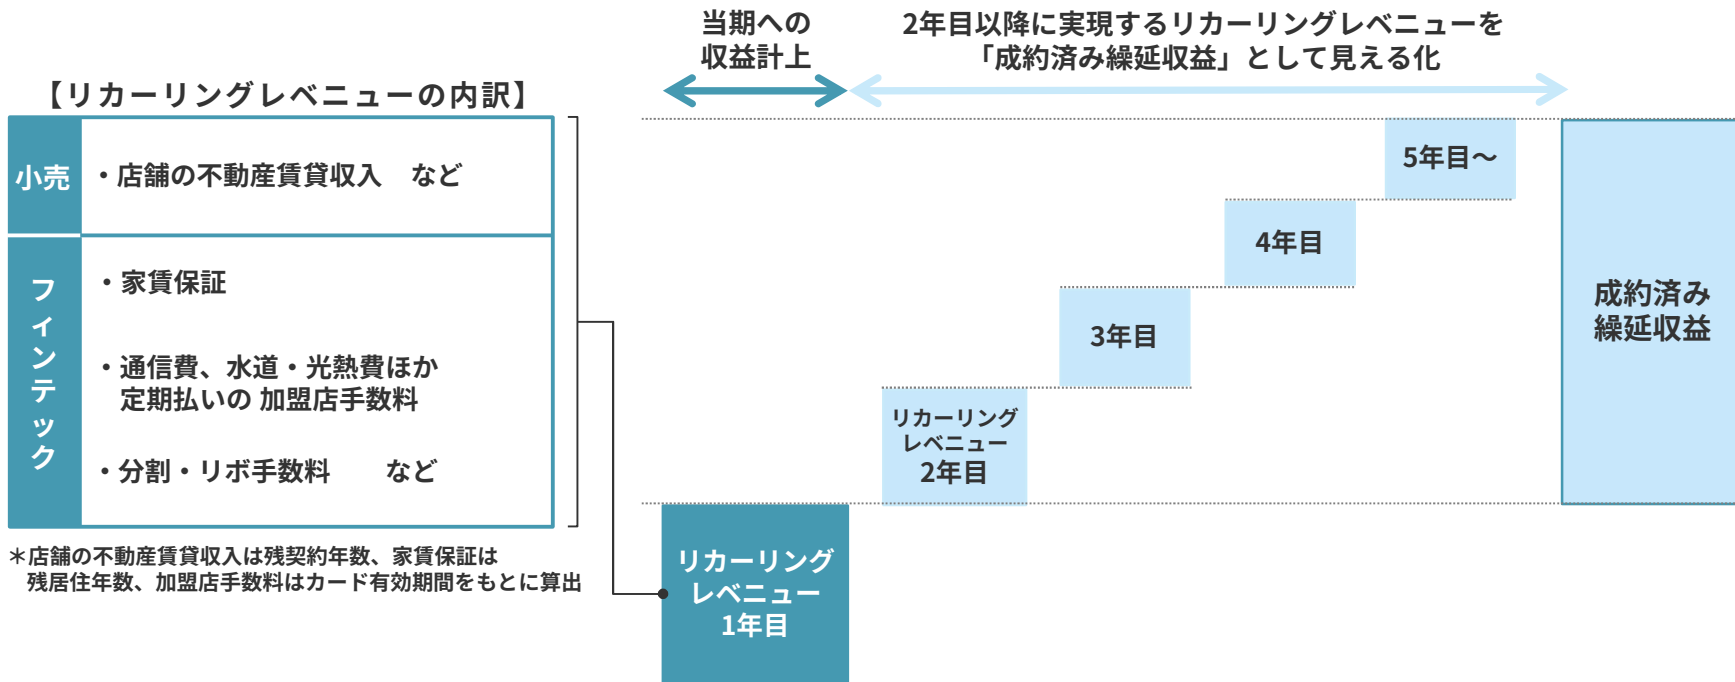 当期への
収益計上
2年目以降に実現するリカーリングレベニューを
「成約済み繰延収益」として見える化
【リカーリングレベニューの内訳】
小売
・店舗の不動産賃貸収入 など
フィンテック
・家賃保証
・通信費、水道・光熱費ほか
定期払いの 加盟店手数料
・分割・リボ手数料 など
＊店舗の不動産賃貸収入は残契約年数、家賃保証は
残居住年数、加盟店手数料はカード有効期間をもとに算出
リカーリング
レベニュー
1年目
リカーリング
レベニュー
2年目
3年目
4年目
5年目～
成約済み
繰延収益